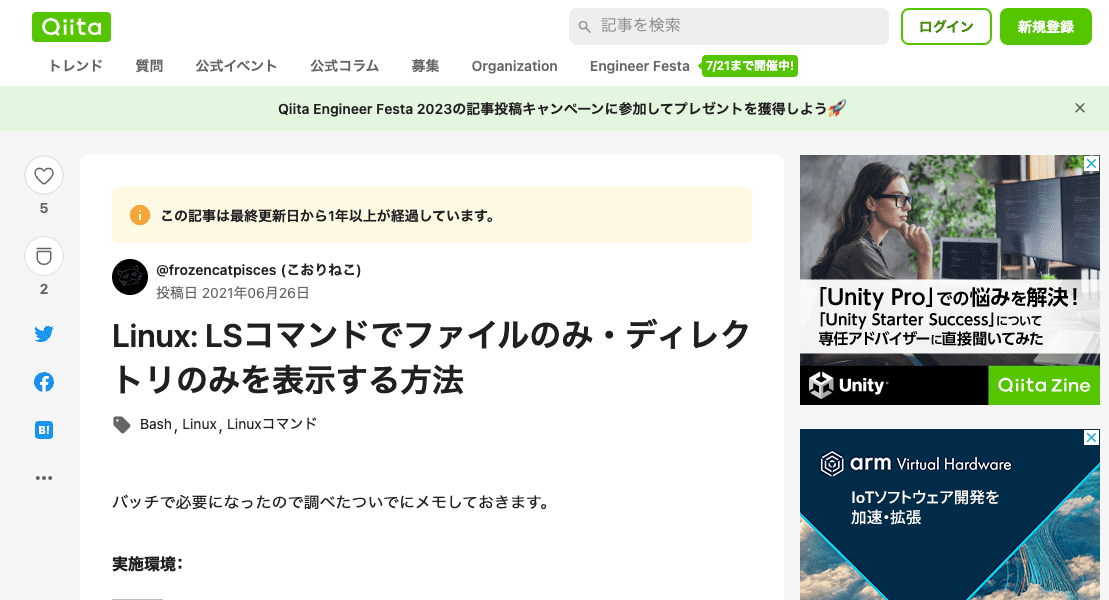 Qiita
記事を検索
ログイン
新規登録
トレンド 質問 公式イベント 公式コラム 募集 Organization Engineer Festa 7/21まで開催中!
Qiita Engineer Festa 2023の記事投稿キャンペーンに参加してプレゼントを獲得しよう🚀
5
2
B!
この記事は最終更新日から1年以上が経過しています。
@frozencatpisces (こおりねこ)
投稿日 2021年06月26日
Linux: LSコマンドでファイルのみ・ディレク
トリのみを表示する方法
Bash, Linux, Linuxコマンド
バッチで必要になったので調べたついでにメモしておきます。
実施環境:
「Unity Pro」での悩みを解決!
「Unity Starter Success」について
専任アドバイザーに直接聞いてみた
Unity
Qiita Zine
arm Virtual Hardware
IoTソフトウェア開発を
加速・拡張